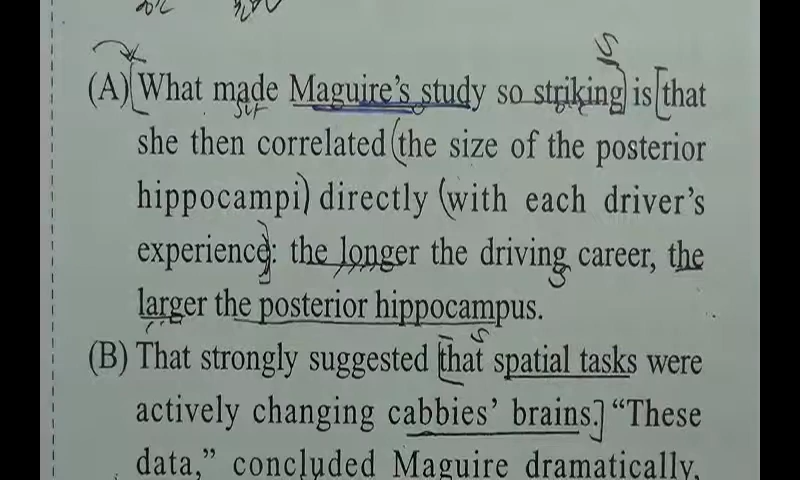 (A) What made Maguire's study so striking is that
she then correlated the size of the posterior
hippocampi directly with each driver's
experience: the longer the driving career, the
larger the posterior hippocampus.
(B) That strongly suggested that spatial tasks were
actively changing cabbies' brains. “These
data,” concluded Maguire dramatically,